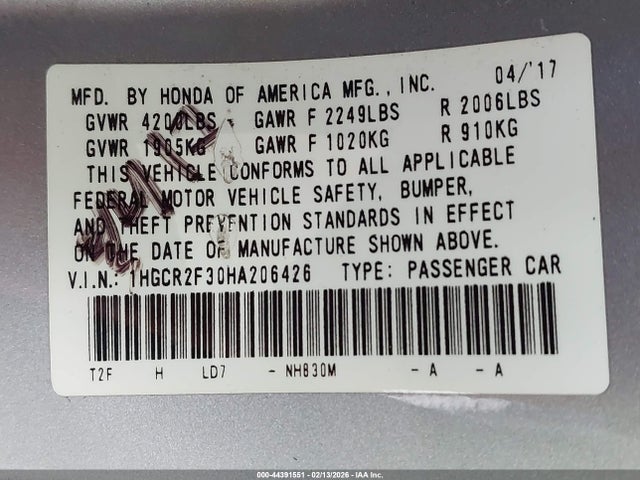 MFD. BY HONDA OF AMERICA MFG., INC. 04/'17
GVWR 4200LBS GAWR F 2249LBS R 2006LBS
GVWR 1905KG GAWR F 1020KG R 910KG
THIS VEHICLE CONFORMS TO ALL APPLICABLE
FEDERAL MOTOR VEHICLE SAFETY, BUMPER,
AND THEFT PREVENTION STANDARDS IN EFFECT
ON THE DATE OF MANUFACTURE SHOWN ABOVE.
V.I.N.: 1HGCR2F30HA206426 TYPE: PASSENGER CAR
T2F H LD7 - NH830M - A - A
000-44391551 - 02/13/2026 - IAA Inc.